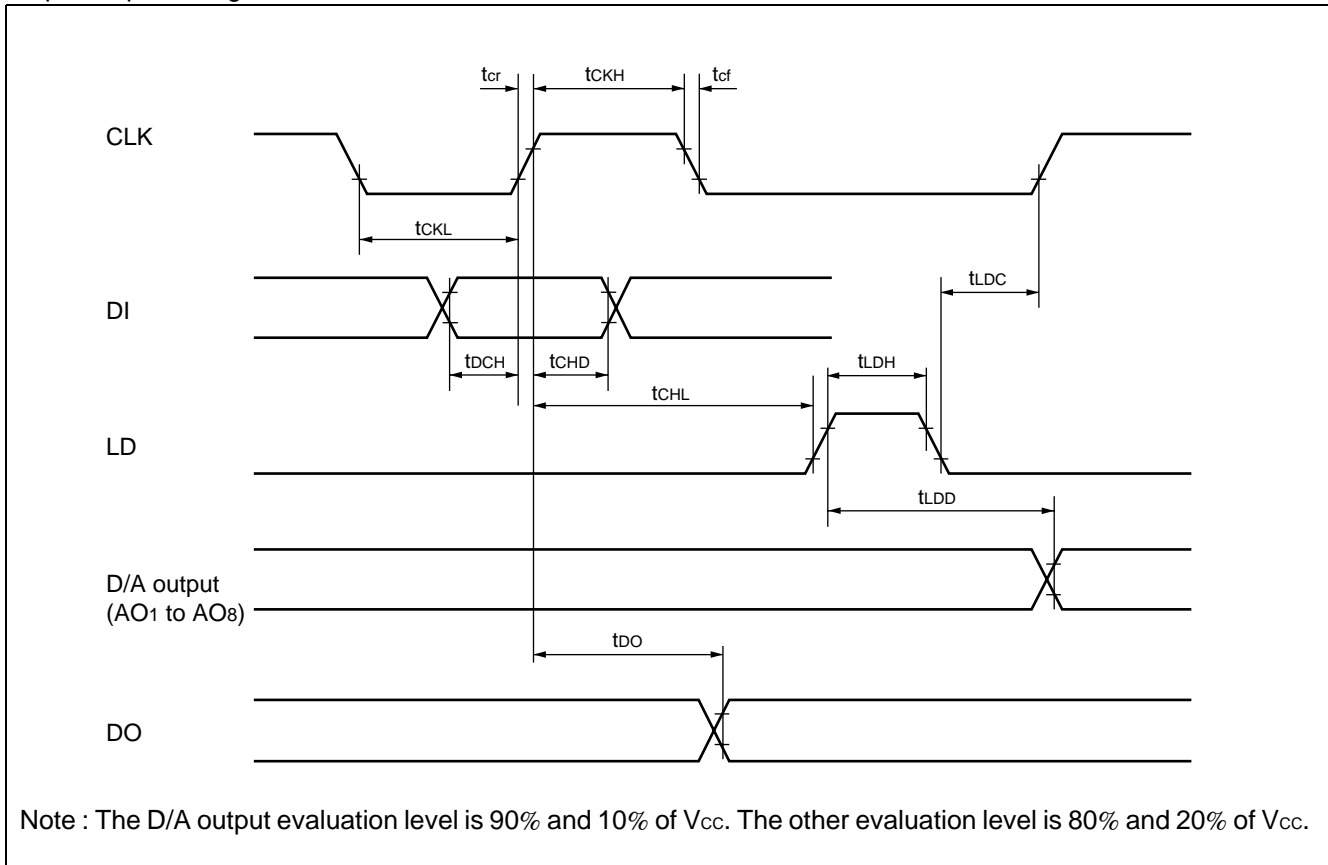 tcr
tCKH
tcf
CLK
tCKL
tLDC
DI
tDCH
tCHD
tLDH
tCHL
LD
tLDD
D/A output
(AO1 to AO8)
tDO
DO
Note : The D/A output evaluation level is 90% and 10% of VCC. The other evaluation level is 80% and 20% of VCC.